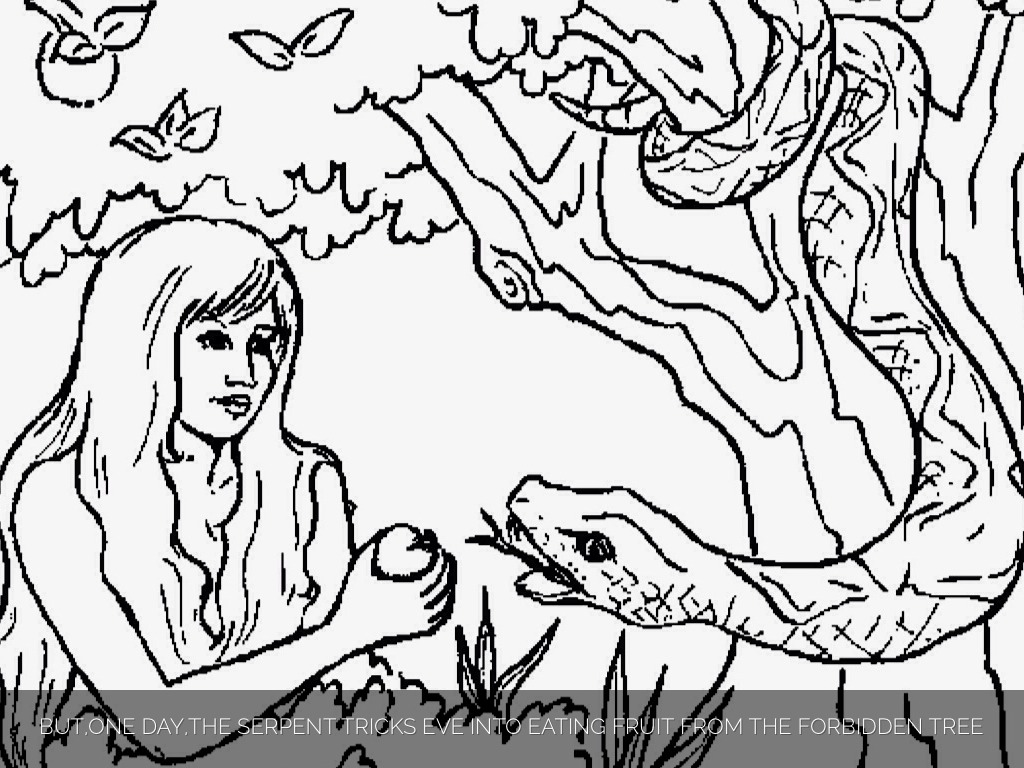 BUT,ONE DAY,THE SERPENT TRICKS EVE INTO EATING FRUIT FROM THE FORBIDDEN TREE